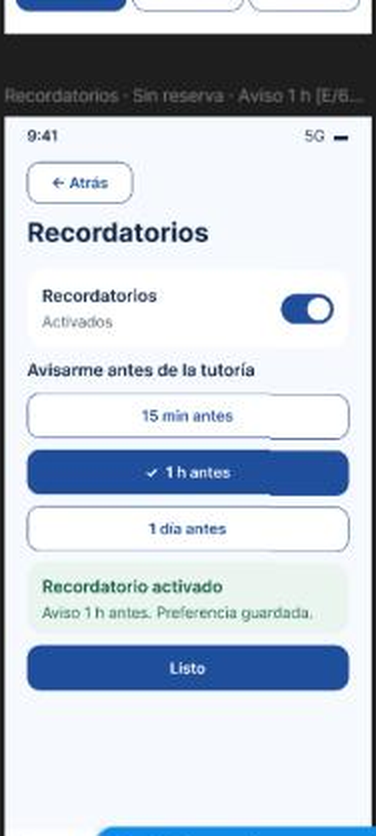 Recordatorios · Sin reserva · Aviso 1 h [E/6...
9:41
5G
← Atrás
Recordatorios
Recordatorios
Activados
Avisarme antes de la tutoría
15 min antes
✓ 1 h antes
1 día antes
Recordatorio activado
Aviso 1 h antes. Preferencia guardada.
Listo